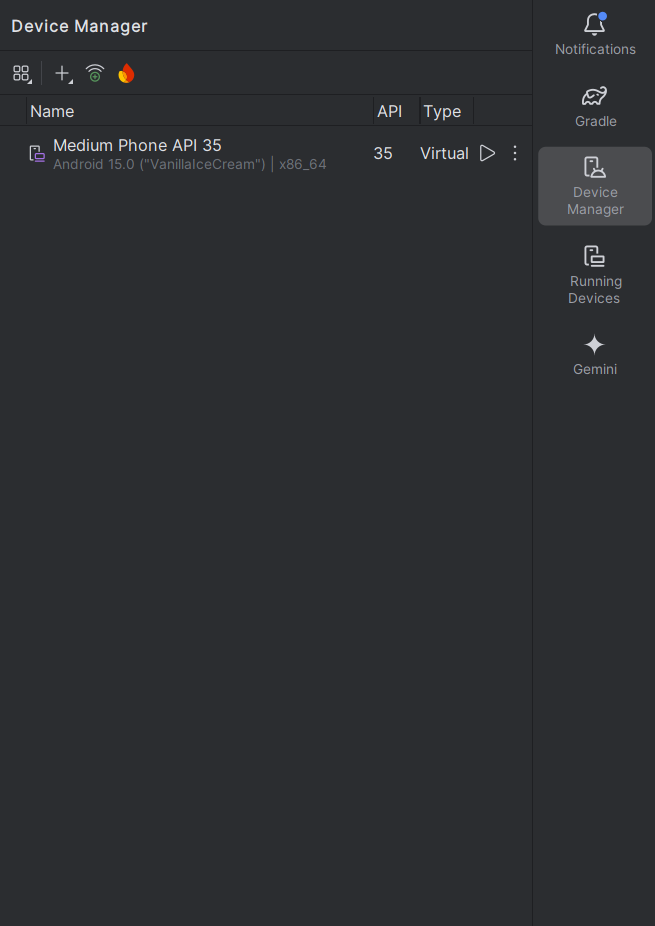 Device Manager
Name
API
Type
Medium Phone API 35
Android 15.0 ("VanillaIceCream") | x86_64
35
Virtual
Notifications
Gradle
Device
Manager
Running
Devices
Gemini